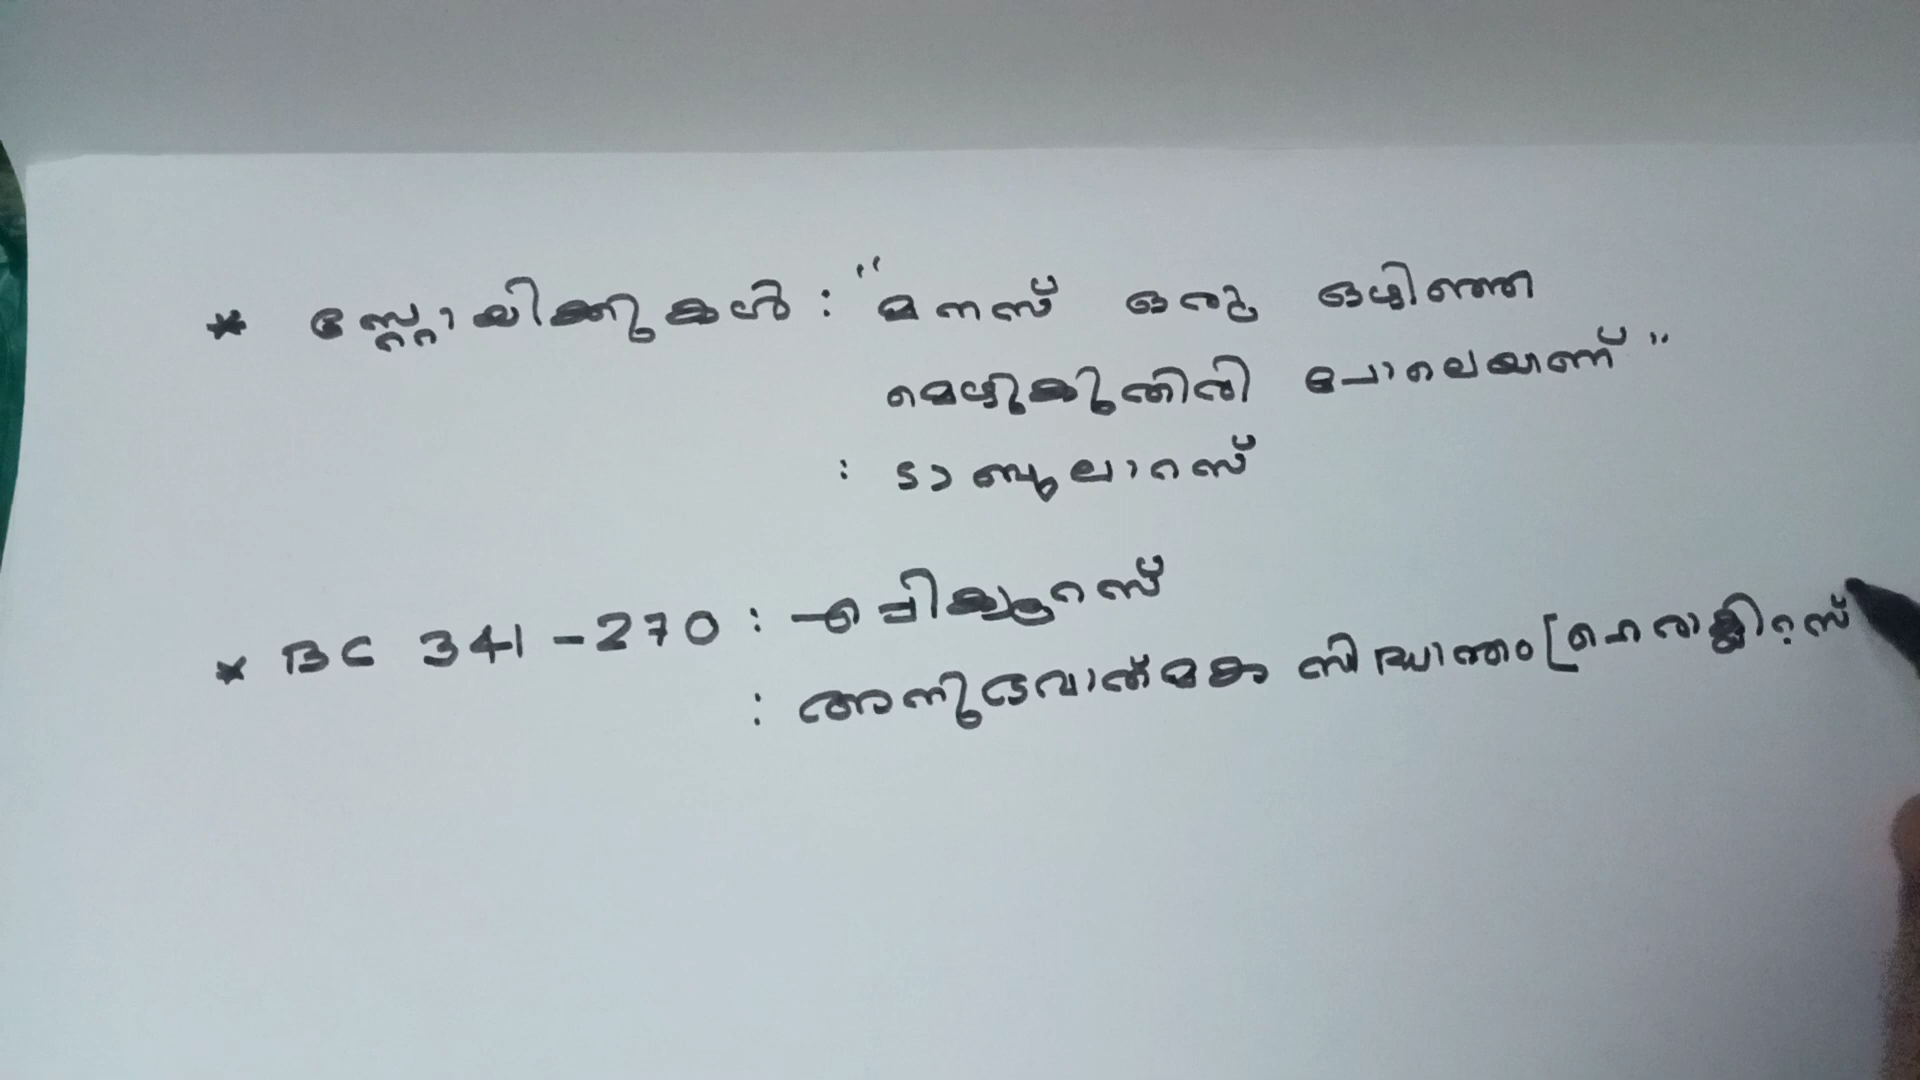 * സ്റ്റോയിക്കുകൾ : "മനസ് ഒരു ഒഴിഞ്ഞ
മെഴുകുതിരി പോലെയാണ്"
: ടാബുലാറസ്
* BC 341-270 : എപ്പിക്യൂറസ്
: അനുഭവാത്മക സിദ്ധാന്തം [ഹെരാക്ലിറ്റസ്